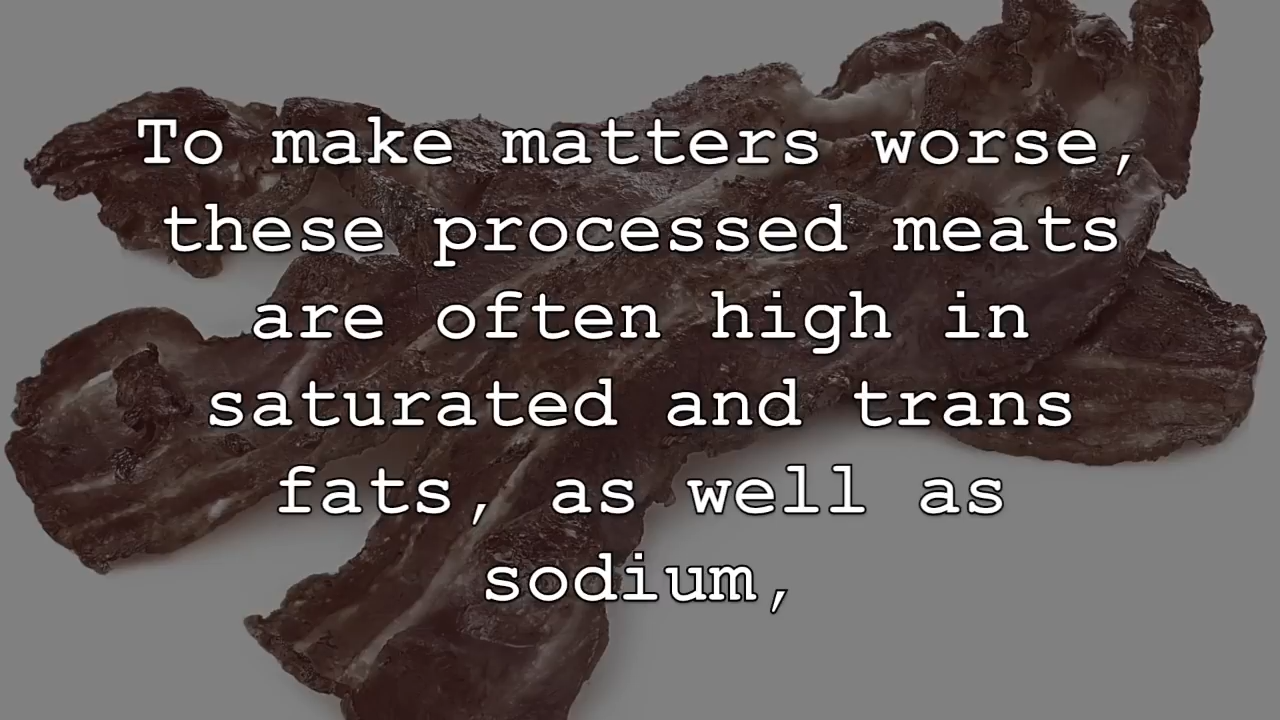 To make matters worse,
these processed meats
are often high in
saturated and trans
fats, as well as
sodium,